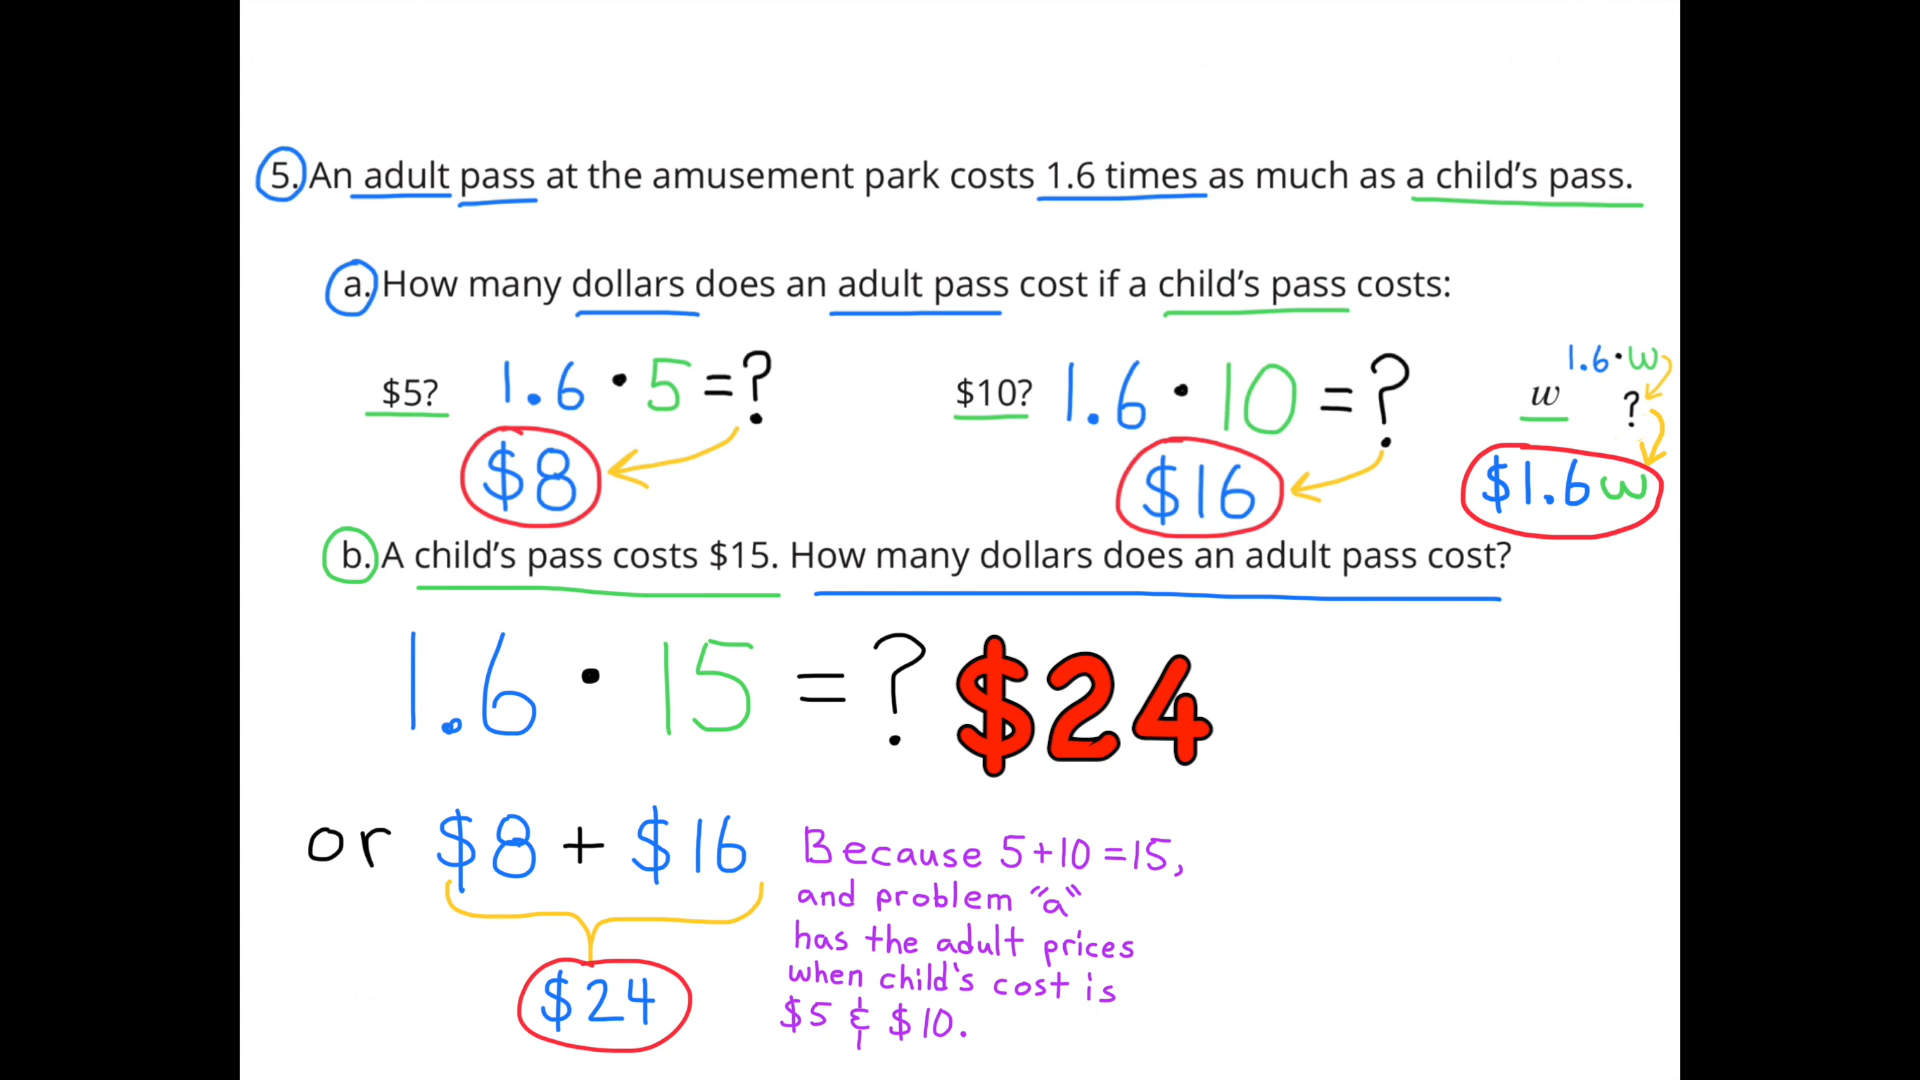 5. An adult pass at the amusement park costs 1.6 times as much as a child's pass.
a. How many dollars does an adult pass cost if a child's pass costs:
$5? 1.6 · 5 = ? $10? 1.6 · 10 = ? w 1.6 · w ?
$8 $16 $1.6w
b. A child's pass costs $15. How many dollars does an adult pass cost?
1.6 · 15 = ? $24
or $8 + $16
$24
Because 5+10=15,
and problem "a"
has the adult prices
when child's cost is
$5 & $10.